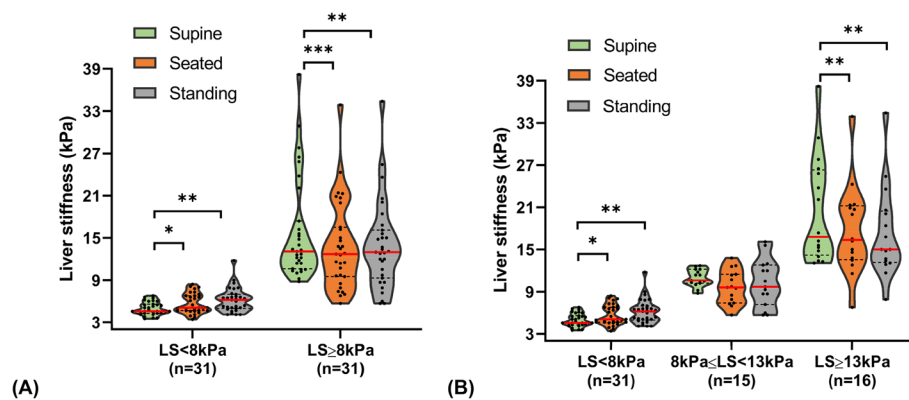 Supine
Seated
Standing
**
***
**
*
Liver stiffness (kPa)
39
33
27
21
15
9
3
LS<8kPa
(n=31)
LS≥8kPa
(n=31)
(A)
Supine
Seated
Standing
**
**
**
*
Liver stiffness (kPa)
39
33
27
21
15
9
3
LS<8kPa
(n=31)
8kPa≤LS<13kPa
(n=15)
LS≥13kPa
(n=16)
(B)